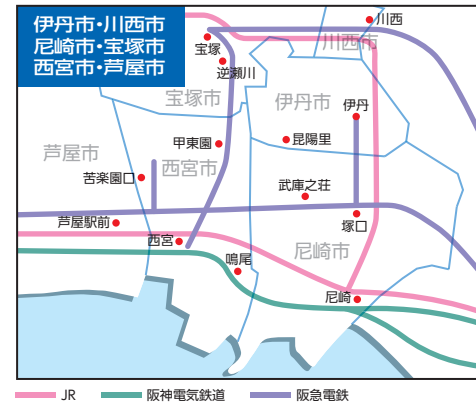 伊丹市・川西市
尼崎市・宝塚市
西宮市・芦屋市
川西
川西市
宝塚
逆瀬川
宝塚市
伊丹市
伊丹
甲東園
昆陽里
芦屋市
西宮市
苦楽園口
武庫之荘
芦屋駅前
塚口
西宮
尼崎市
鳴尾
尼崎
JR
阪神電気鉄道
阪急電鉄